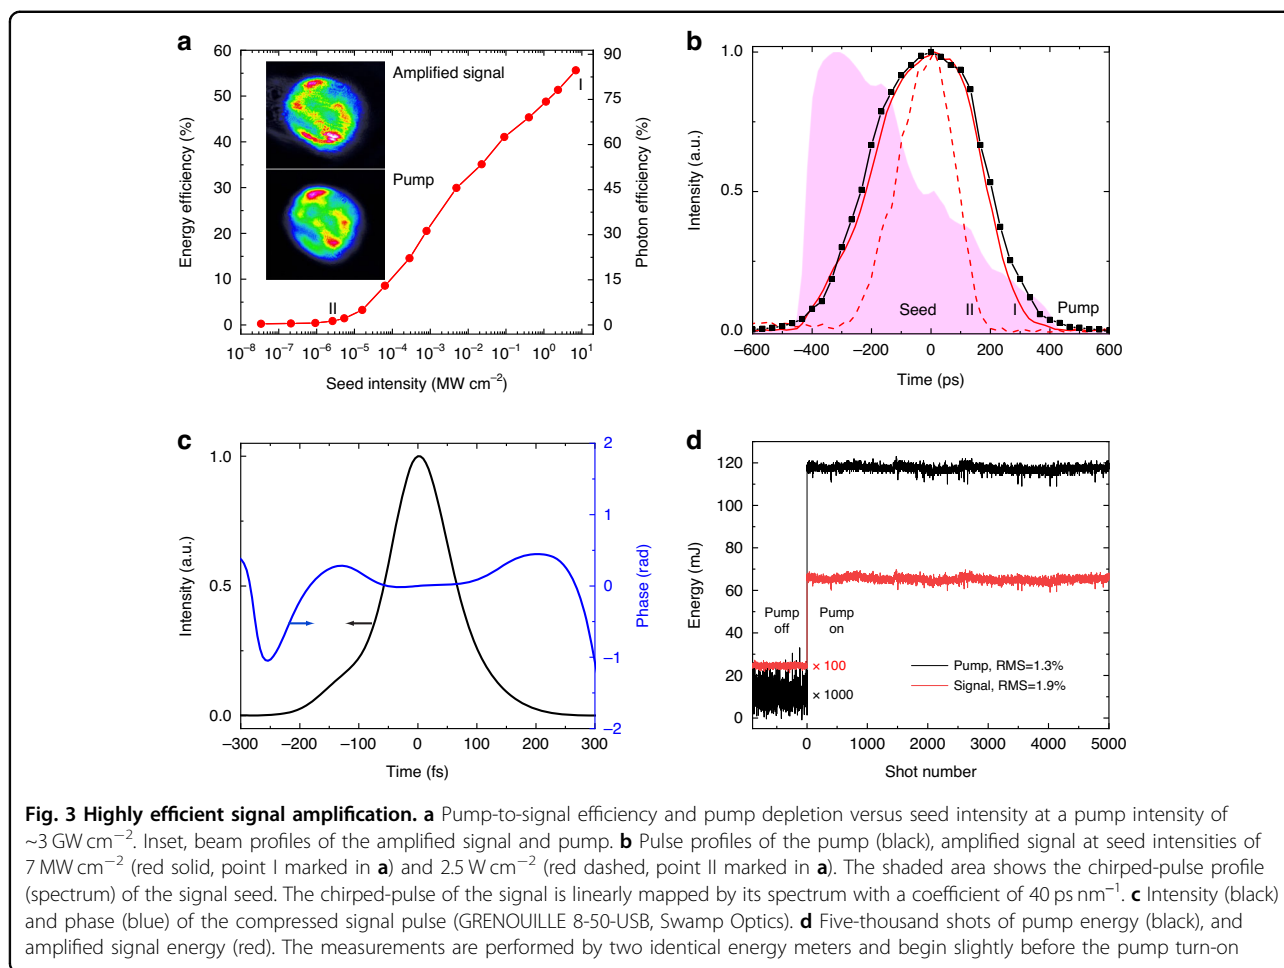 a
60
50
40
30
20
10
0
Energy efficiency (%)
90
75
60
45
30
15
0
Photon efficiency (%)
Amplified signal
Pump
I
II
10⁻⁸ 10⁻⁷ 10⁻⁶ 10⁻⁵ 10⁻⁴ 10⁻³ 10⁻² 10⁻¹ 10⁰ 10¹
Seed intensity (MW cm⁻²)
b
1.0
0.5
0.0
Intensity (a.u.)
Seed II I Pump
−600 −400 −200 0 200 400 600
Time (ps)
c
1.0
0.5
0.0
Intensity (a.u.)
2
1
0
−1
−2
Phase (rad)
−300 −200 −100 0 100 200 300
Time (fs)
d
120
100
80
60
40
20
0
Energy (mJ)
Pump Pump
off on
× 100
× 1000
Pump, RMS=1.3%
Signal, RMS=1.9%
0 1000 2000 3000 4000 5000
Shot number
Fig. 3 Highly efficient signal amplification. a Pump-to-signal efficiency and pump depletion versus seed intensity at a pump intensity of
~3 GW cm⁻². Inset, beam profiles of the amplified signal and pump. b Pulse profiles of the pump (black), amplified signal at seed intensities of
7 MW cm⁻² (red solid, point I marked in a) and 2.5 W cm⁻² (red dashed, point II marked in a). The shaded area shows the chirped-pulse profile
(spectrum) of the signal seed. The chirped-pulse of the signal is linearly mapped by its spectrum with a coefficient of 40 ps nm⁻¹. c Intensity (black)
and phase (blue) of the compressed signal pulse (GRENOUILLE 8-50-USB, Swamp Optics). d Five-thousand shots of pump energy (black), and
amplified signal energy (red). The measurements are performed by two identical energy meters and begin slightly before the pump turn-on